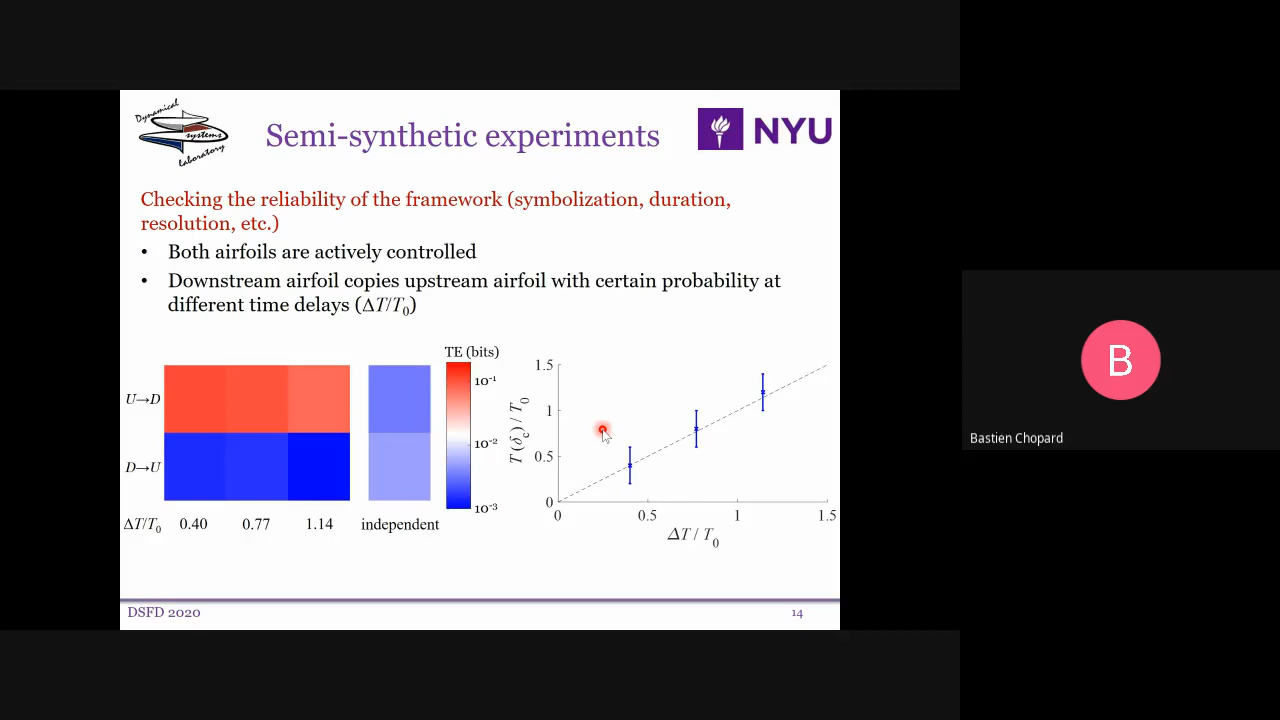 Dynamical
systems
Laboratory
Semi-synthetic experiments
NYU
Checking the reliability of the framework (symbolization, duration,
resolution, etc.)
• Both airfoils are actively controlled
• Downstream airfoil copies upstream airfoil with certain probability at
different time delays (ΔT/T₀)
TE (bits)
10⁻¹
10⁻²
10⁻³
U→D
D→U
ΔT/T₀ 0.40 0.77 1.14 independent
T(δc) / T₀
1.5
1
0.5
0
0 0.5 1 1.5
ΔT / T₀
DSFD 2020
14
B
Bastien Chopard